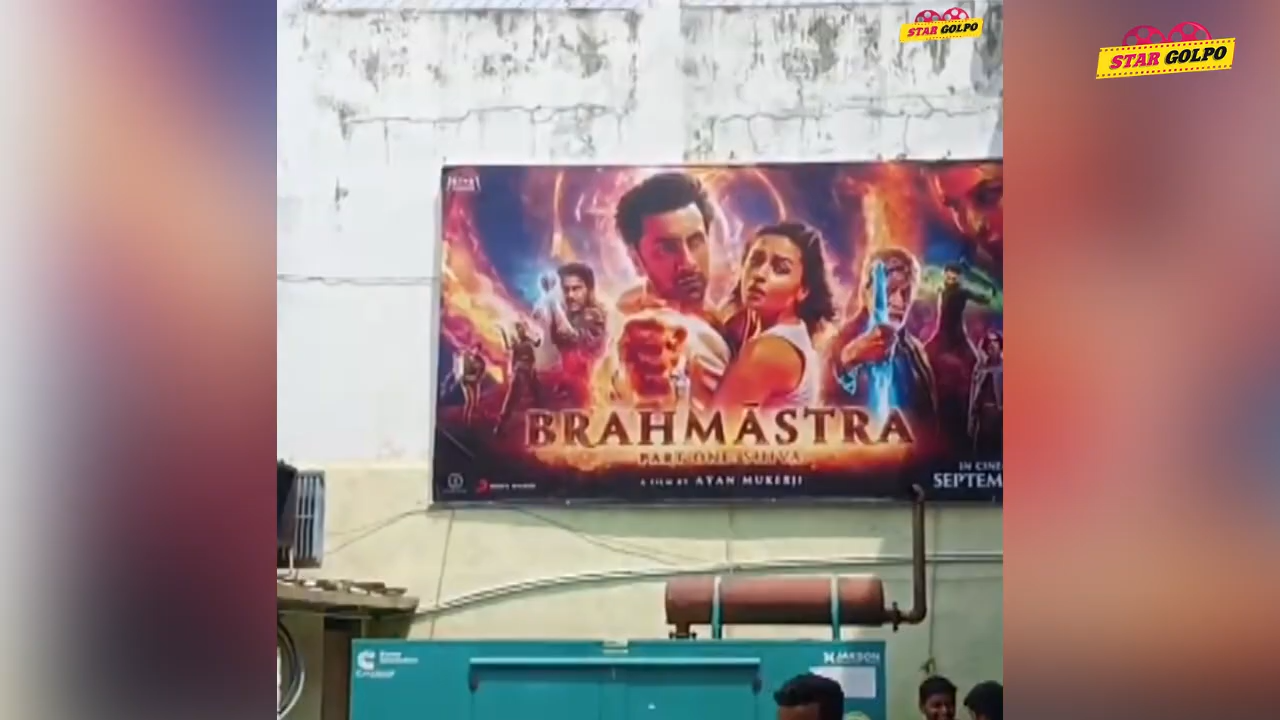 STAR GOLPO
STAR GOLPO
BRAHMĀSTRA
PART ONE: SHIVA
A FILM BY AYAN MUKERJI
IN CINE
SEPTEM
JAKSON